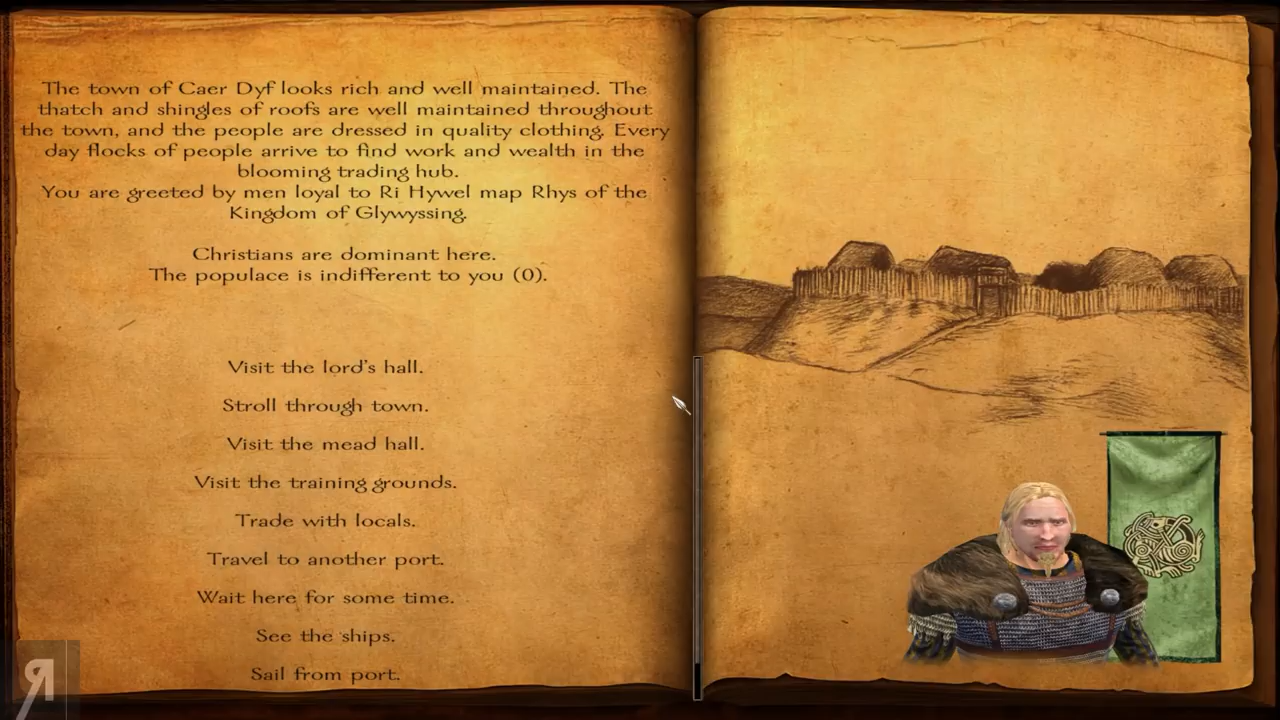 The town of Caer Dyf looks rich and well maintained. The
thatch and shingles of roofs are well maintained throughout
the town, and the people are dressed in quality clothing. Every
day flocks of people arrive to find work and wealth in the
blooming trading hub.
You are greeted by men loyal to Ri Hywel map Rhys of the
Kingdom of Glywyssing.
Christians are dominant here.
The populace is indifferent to you (0).
Visit the lord's hall.
Stroll through town.
Visit the mead hall.
Visit the training grounds.
Trade with locals.
Travel to another port.
Wait here for some time.
See the ships.
Sail from port.